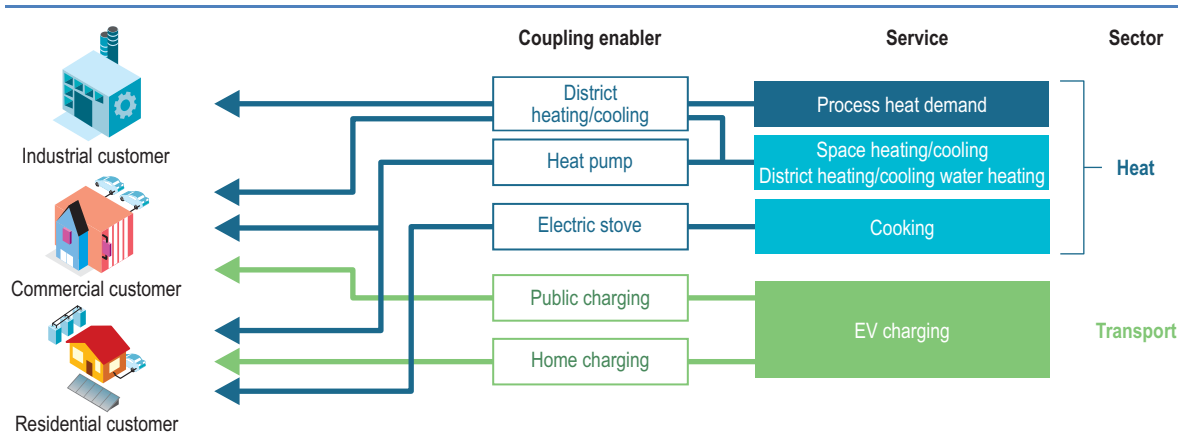 Coupling enabler
Service
Sector
District
heating/cooling
Process heat demand
Industrial customer
Heat pump
Space heating/cooling
District heating/cooling water heating
Heat
Electric stove
Cooking
Commercial customer
Public charging
EV charging
Transport
Home charging
Residential customer